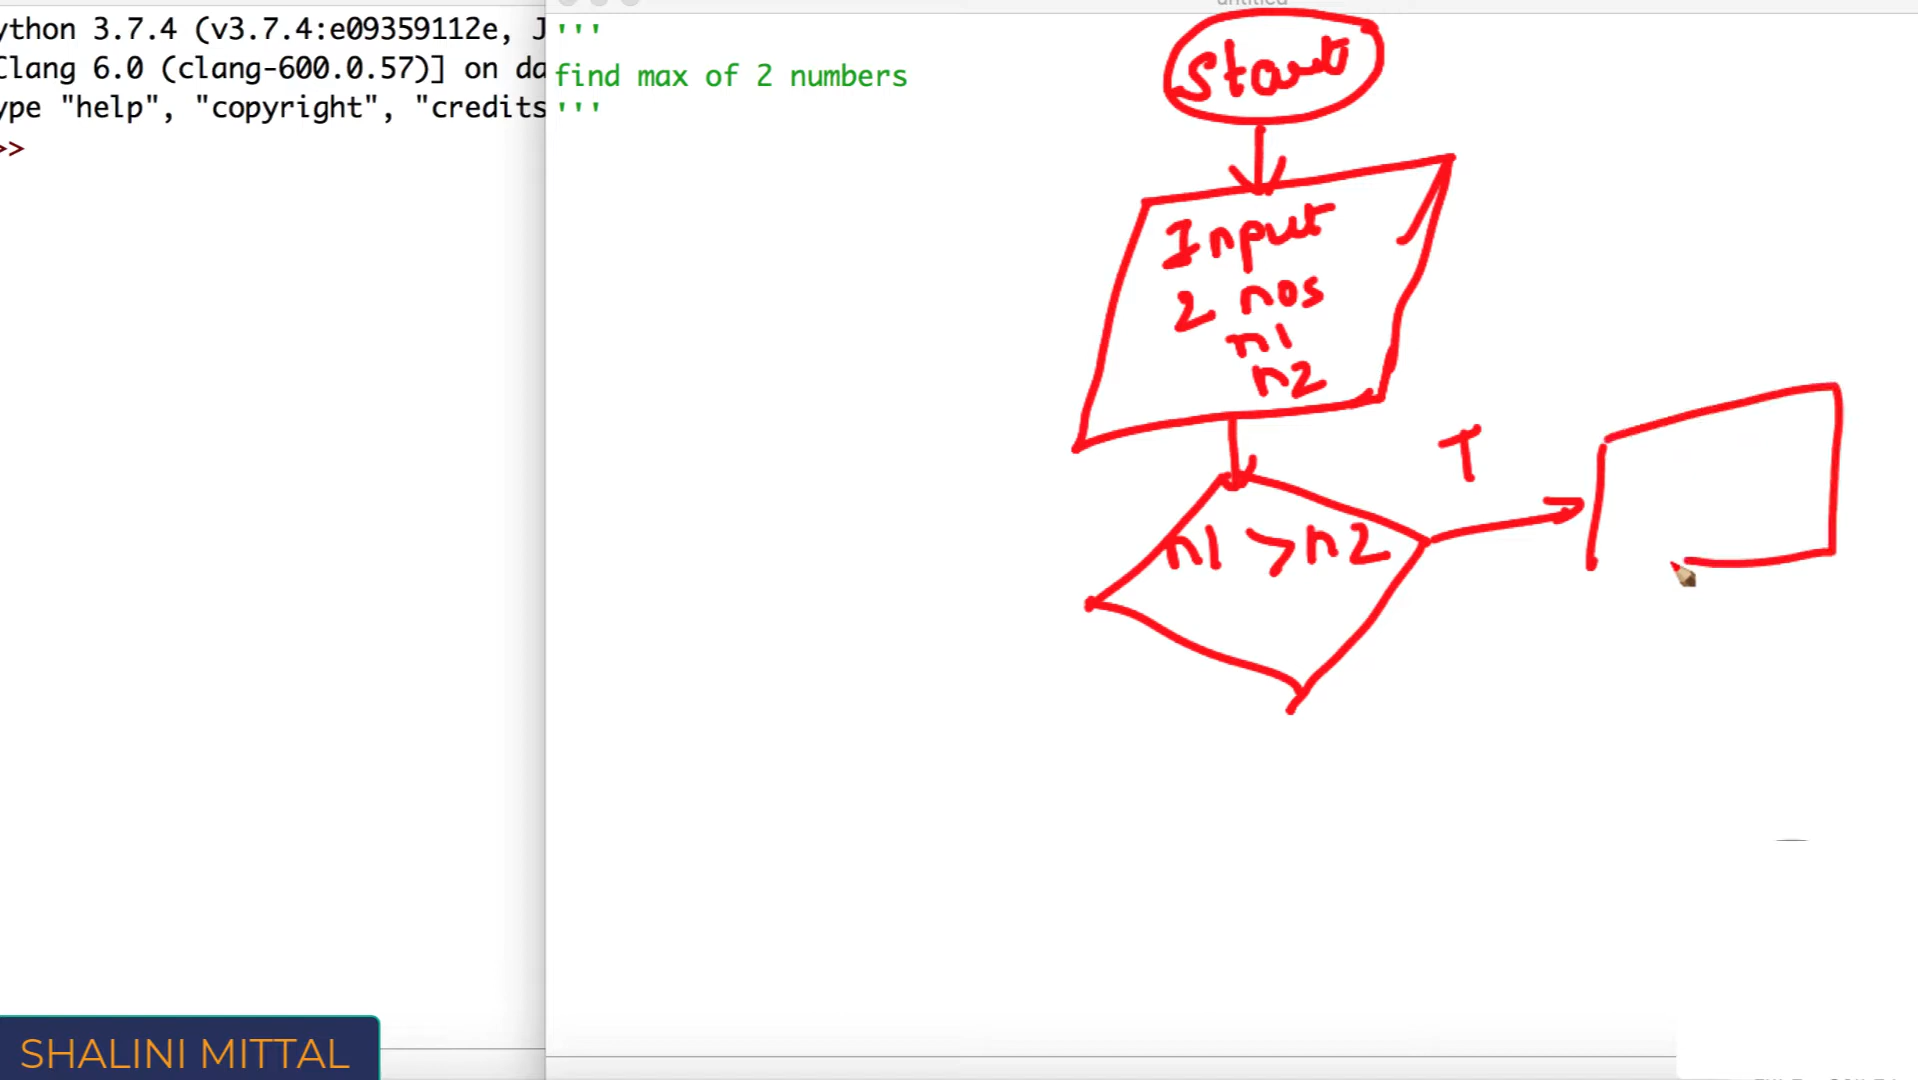 ython 3.7.4 (v3.7.4:e09359112e, J
Clang 6.0 (clang-600.0.57)] on da
ype "help", "copyright", "credits
>>
untitled
'''
find max of 2 numbers
'''
Start
Input
2 nos
n1
n2
T
n1 >n2
SHALINI MITTAL